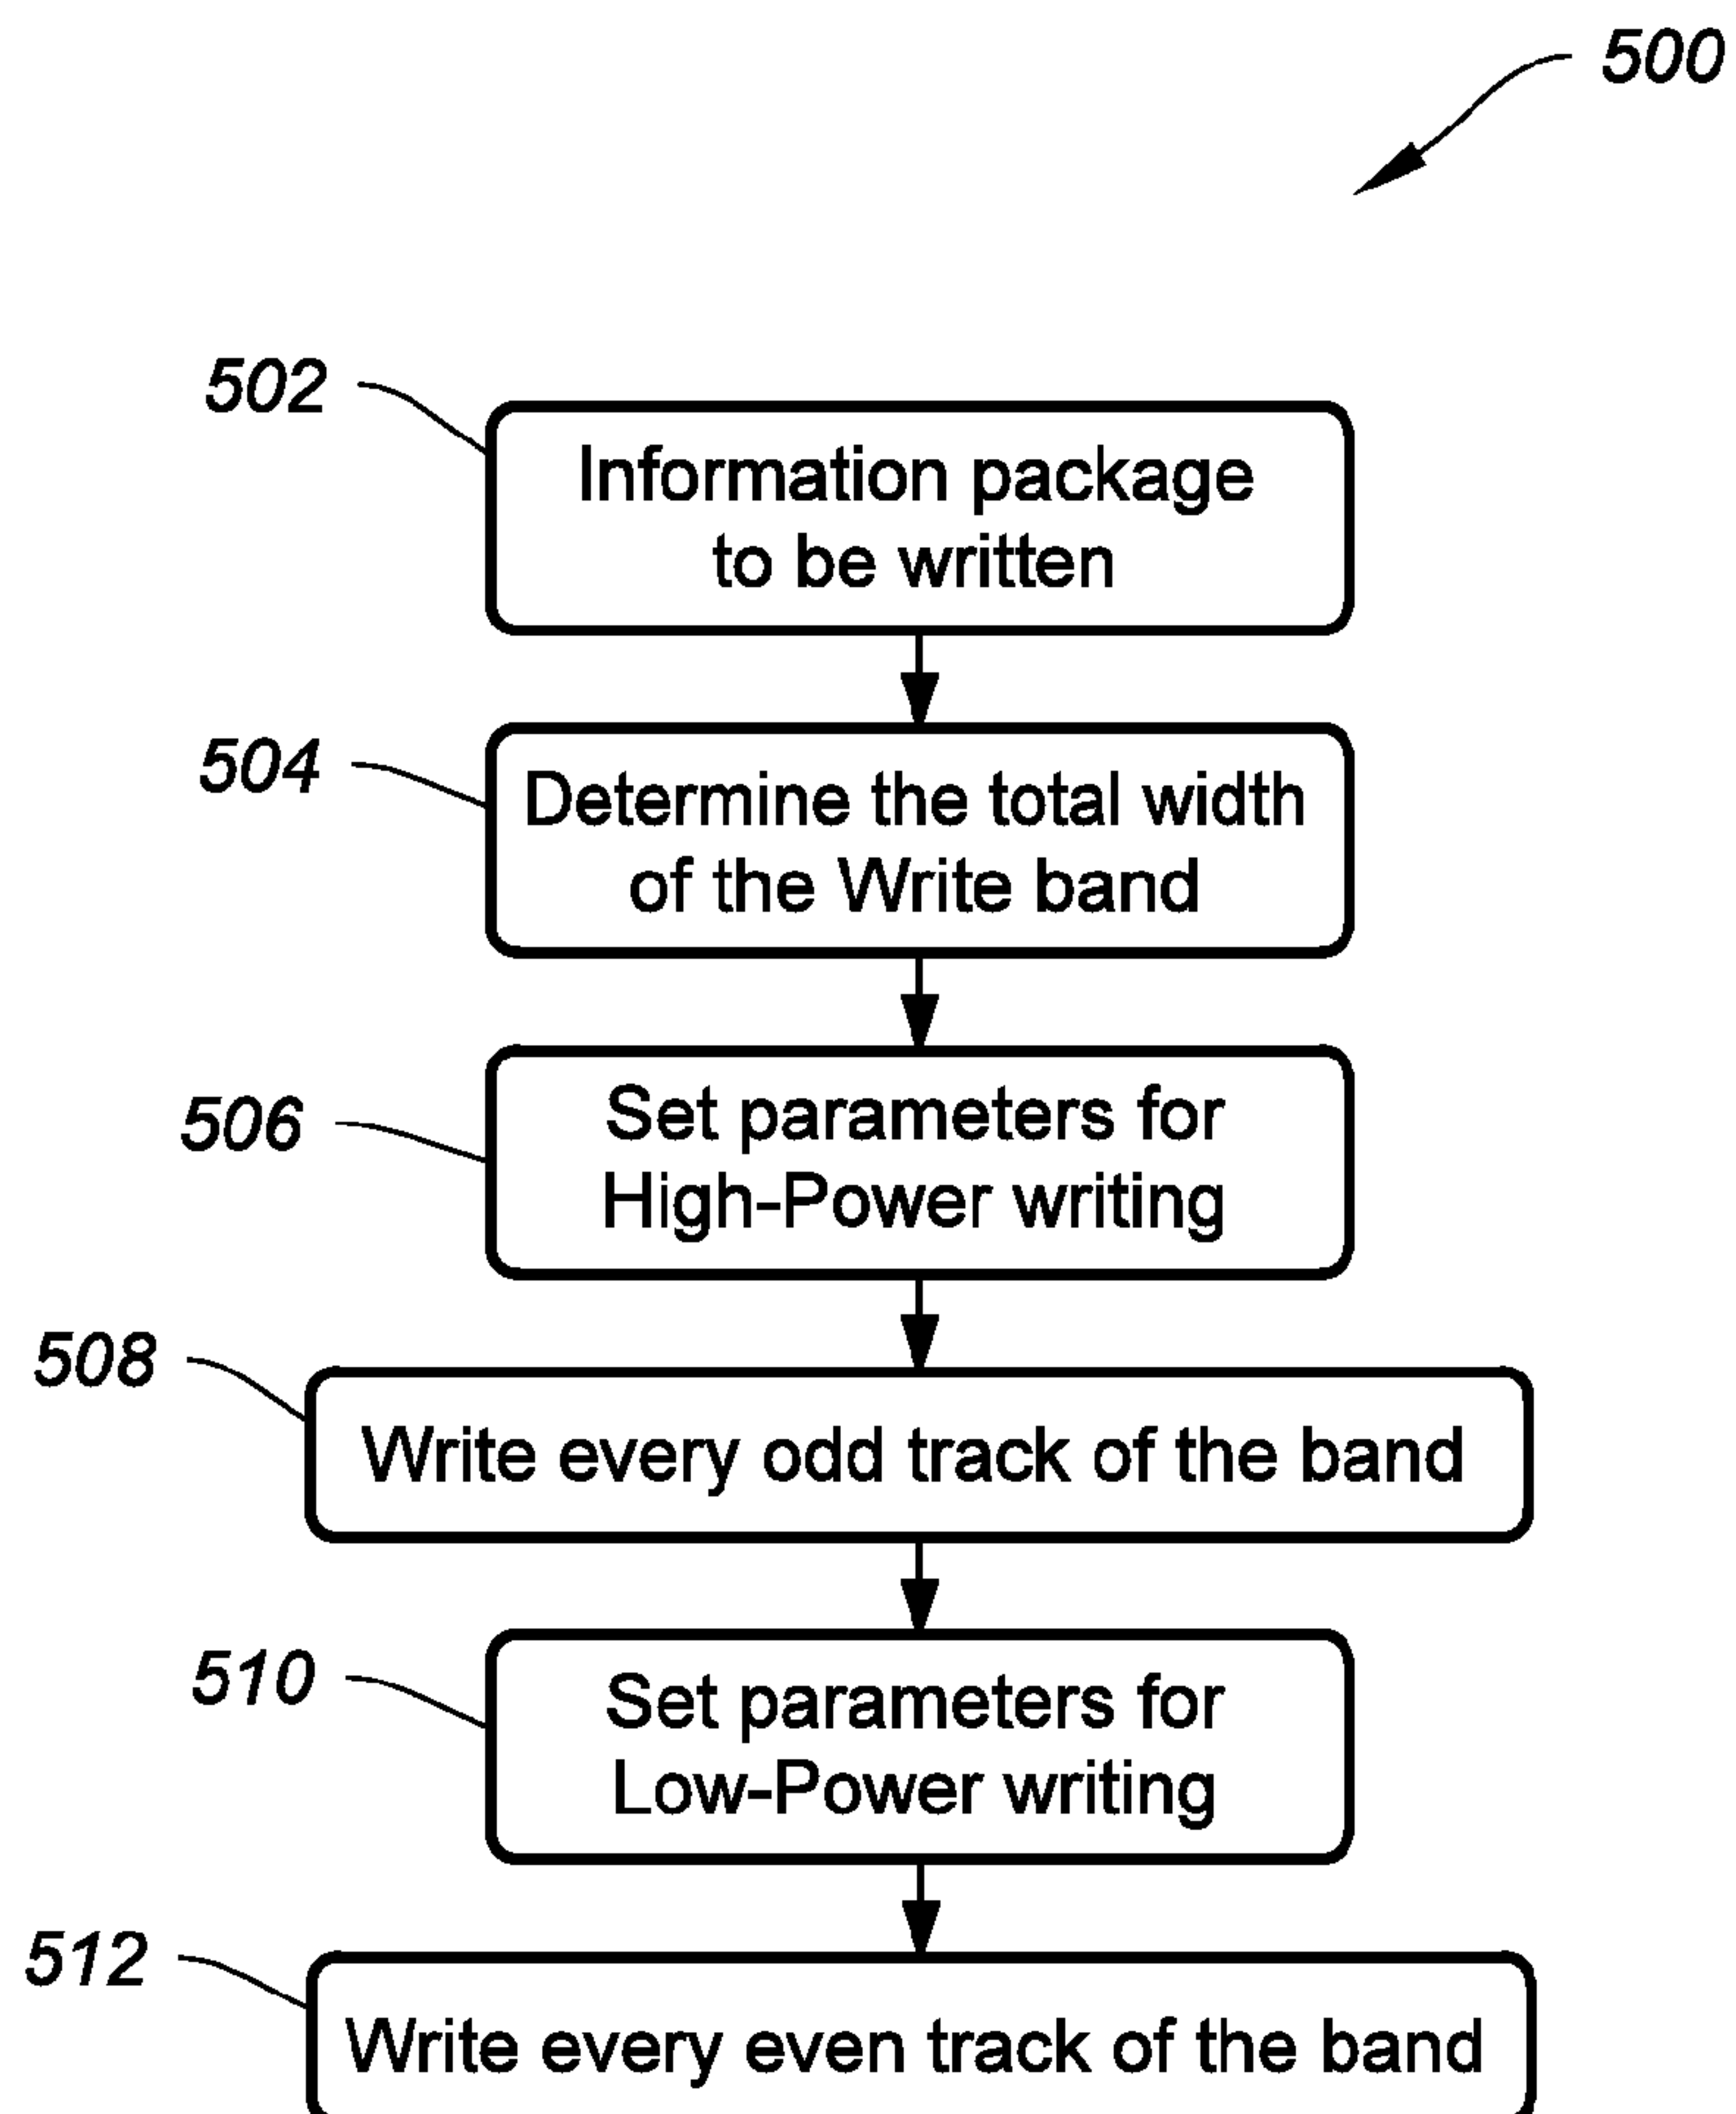 500
502
Information package
to be written
504
Determine the total width
of the Write band
506
Set parameters for
High-Power writing
508
Write every odd track of the band
510
Set parameters for
Low-Power writing
512
Write every even track of the band